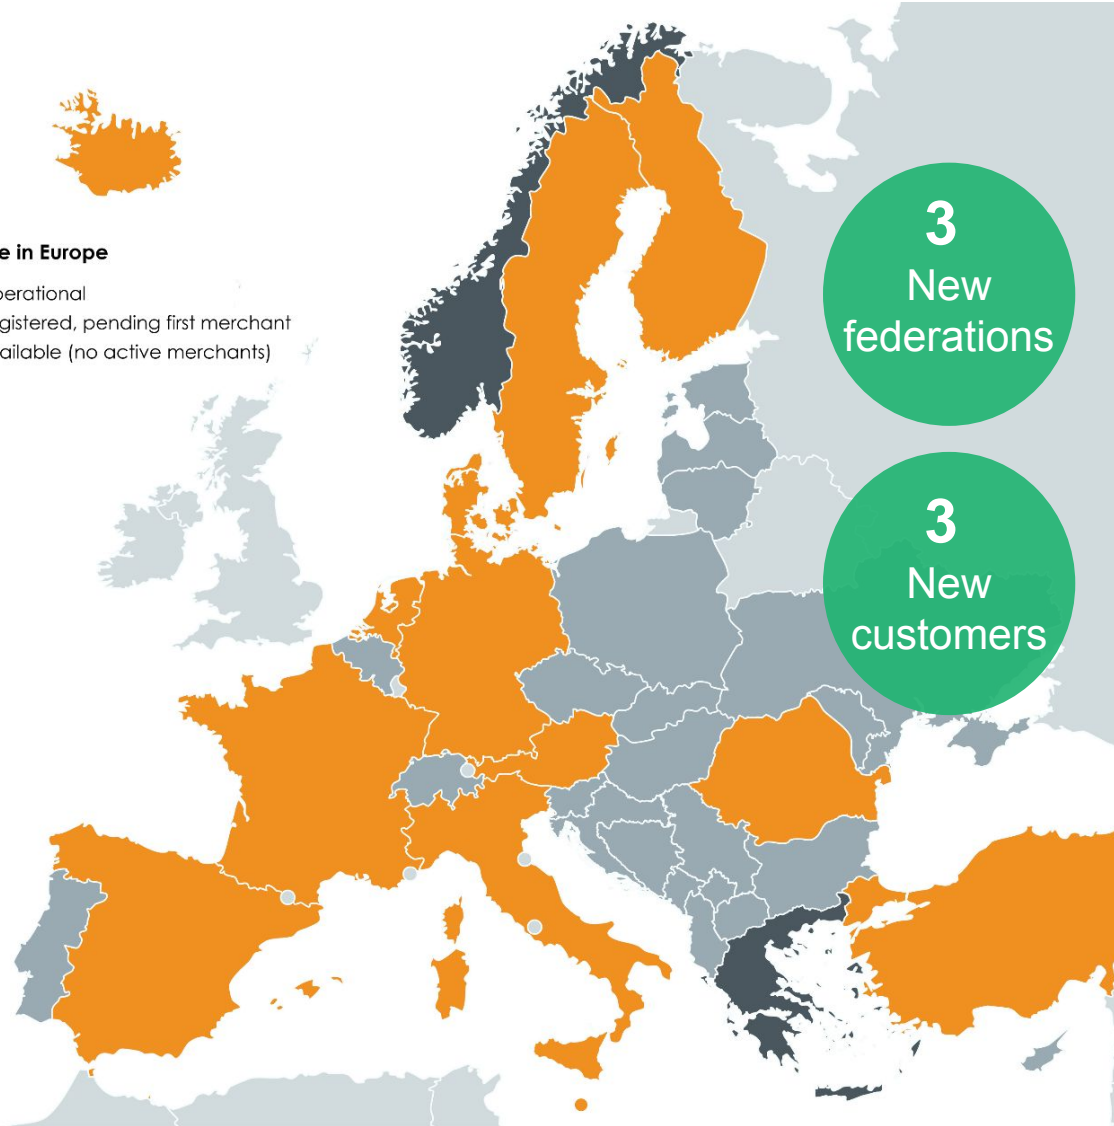 e in Europe
perational
gistered, pending first merchant
ailable (no active merchants)
3
New
federations
3
New
customers